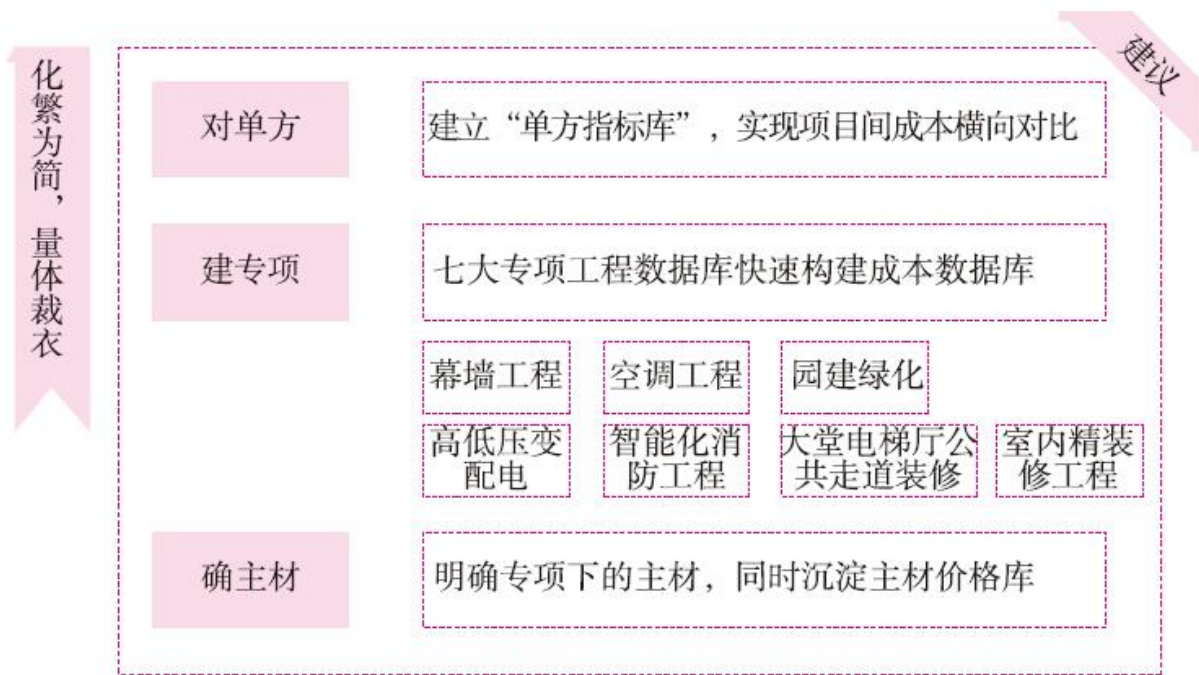 建议
化繁为简，量体裁衣
对单方
建立“单方指标库”，实现项目间成本横向对比
建专项
七大专项工程数据库快速构建成本数据库
幕墙工程
空调工程
园建绿化
高低压变
配电
智能化消
防工程
大堂电梯厅公
共走道装修
室内精装
修工程
确主材
明确专项下的主材，同时沉淀主材价格库